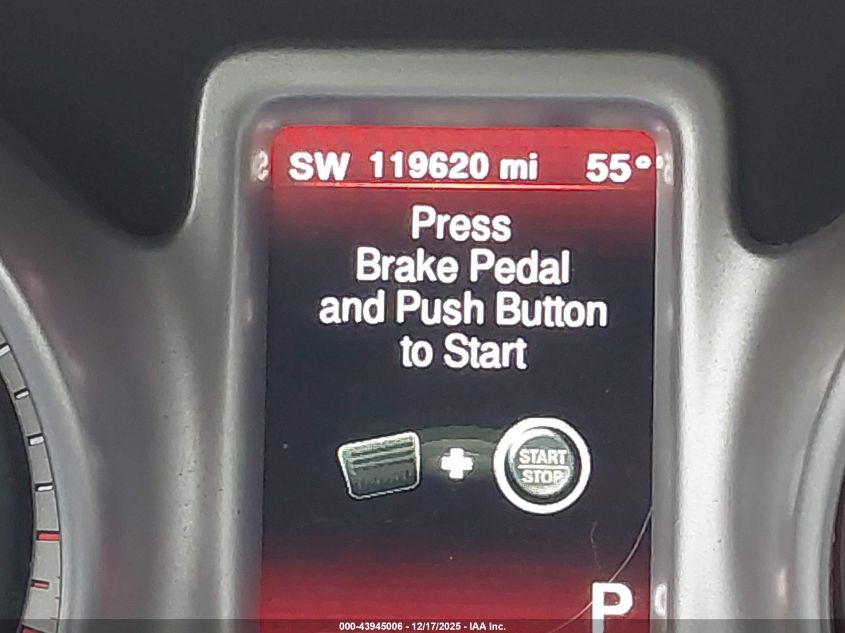 SW 119620 mi 55°
Press
Brake Pedal
and Push Button
to Start
START
STOP
P
000-43945006 - 12/17/2025 - IAA Inc.